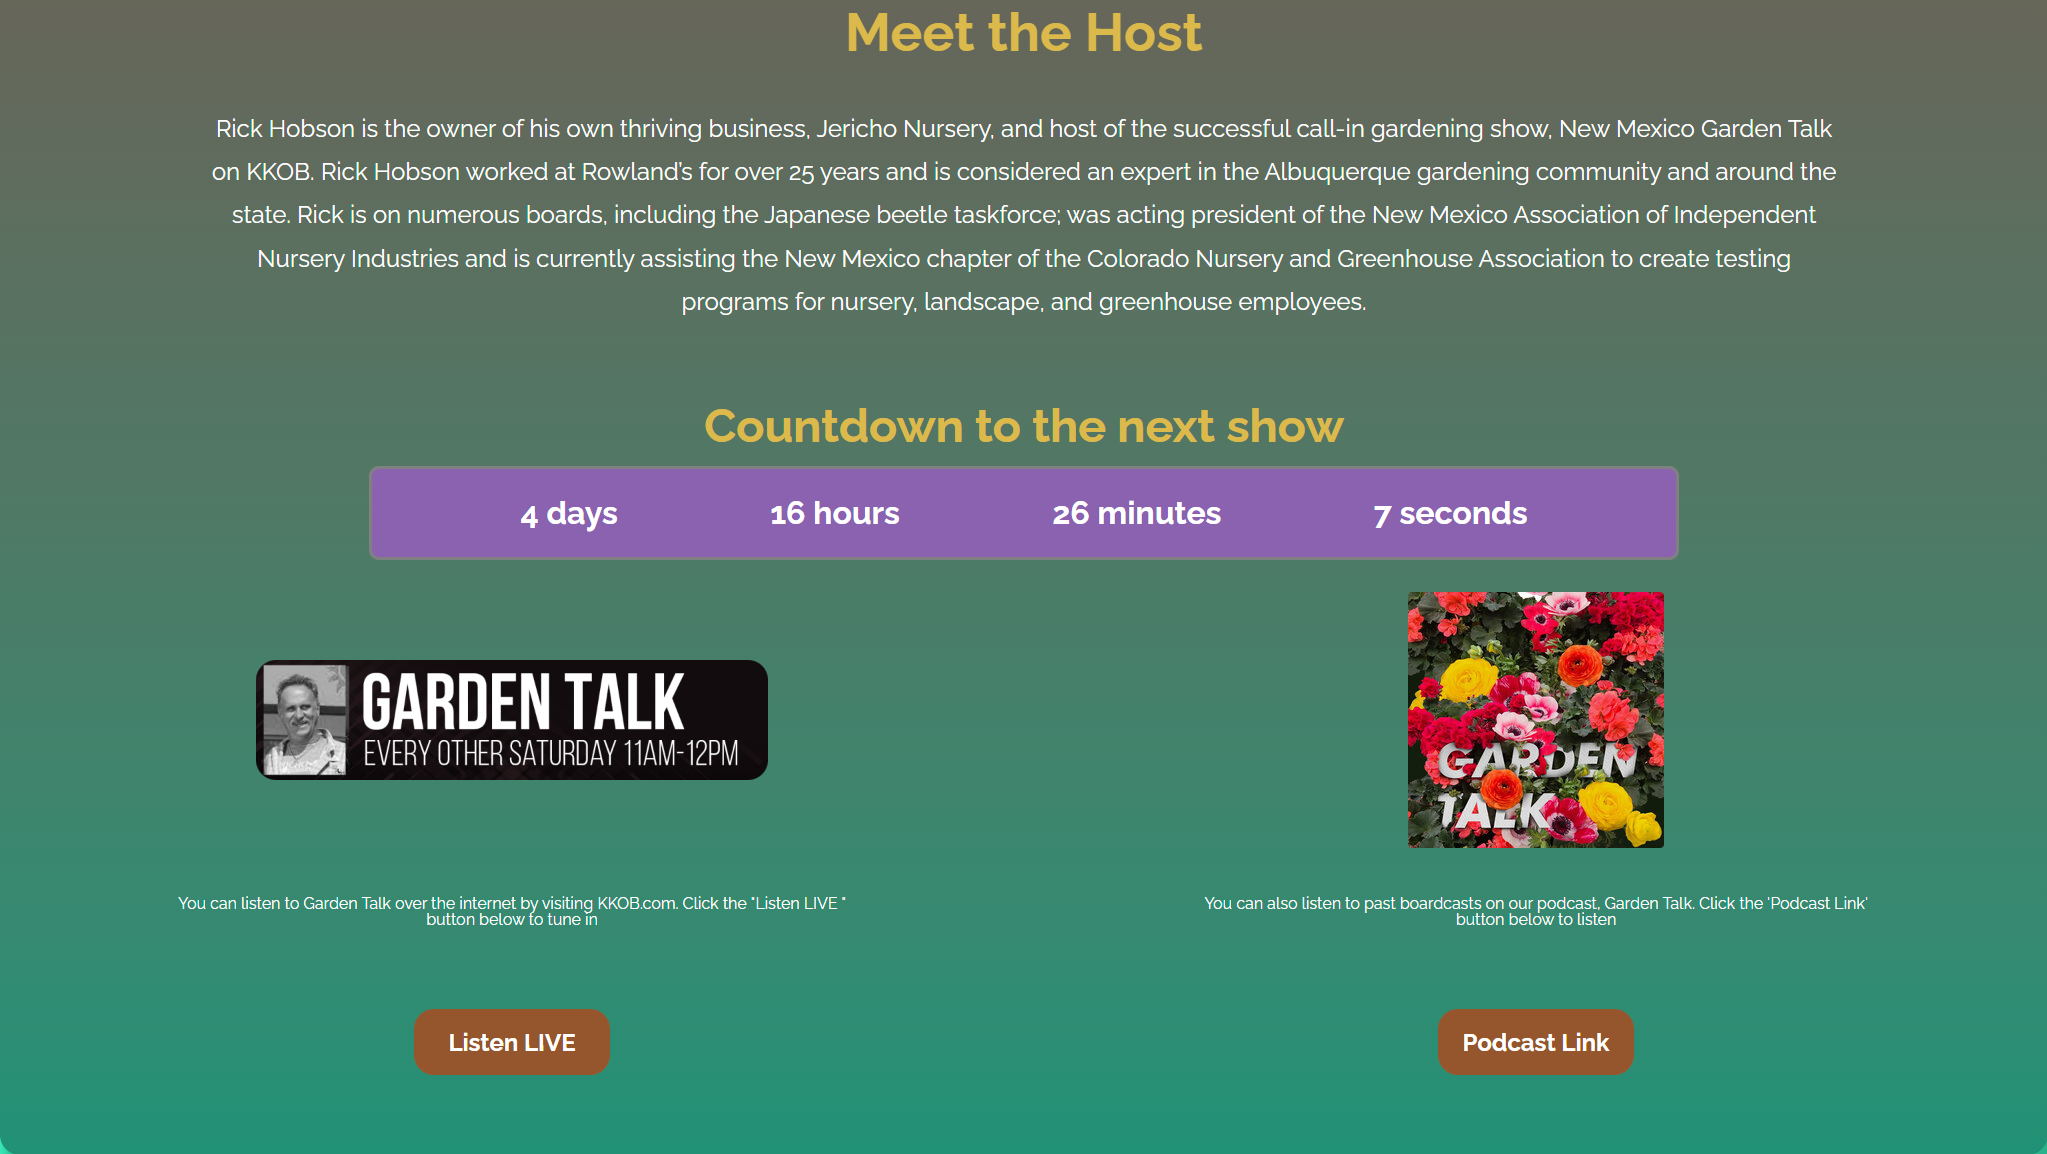 Meet the Host
Rick Hobson is the owner of his own thriving business, Jericho Nursery, and host of the successful call-in gardening show, New Mexico Garden Talk
on KKOB. Rick Hobson worked at Rowland's for over 25 years and is considered an expert in the Albuquerque gardening community and around the
state. Rick is on numerous boards, including the Japanese beetle taskforce; was acting president of the New Mexico Association of Independent
Nursery Industries and is currently assisting the New Mexico chapter of the Colorado Nursery and Greenhouse Association to create testing
programs for nursery, landscape, and greenhouse employees.
Countdown to the next show
4 days 16 hours 26 minutes 7 seconds
GARDEN TALK
EVERY OTHER SATURDAY 11AM-12PM
GARDEN
TALK
You can listen to Garden Talk over the internet by visiting KKOB.com. Click the "Listen LIVE "
button below to tune in
You can also listen to past boardcasts on our podcast, Garden Talk. Click the 'Podcast Link'
button below to listen
Listen LIVE
Podcast Link